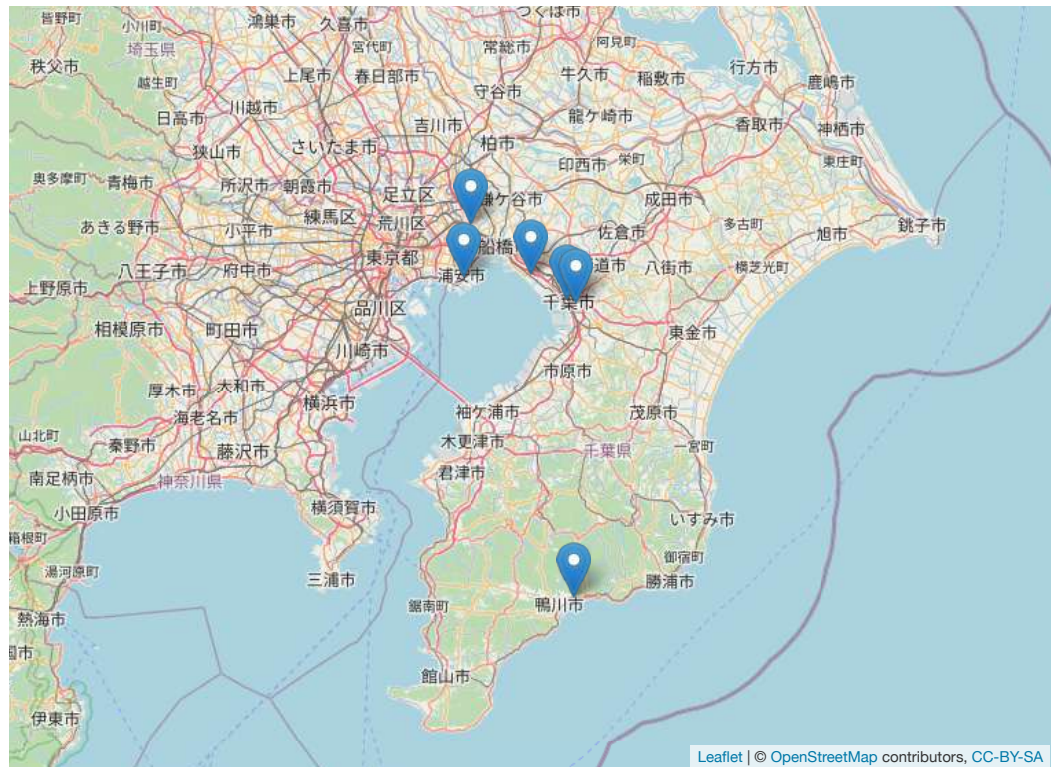 皆野町
小川町
鴻巣市
久喜市
つくば市
埼玉県
宮代町
常総市
阿見町
秩父市
越生町
上尾市
春日部市
守谷市
牛久市
稲敷市
行方市
鹿嶋市
日高市
川越市
吉川市
龍ケ崎市
香取市
神栖市
狭山市
さいたま市
柏市
印西市
栄町
東庄町
奥多摩町
青梅市
所沢市
朝霞市
足立区
鎌ケ谷市
成田市
あきる野市
小平市
練馬区
荒川区
船橋
佐倉市
多古町
旭市
銚子市
上野原市
八王子市
府中市
東京都
浦安市
道市
八街市
横芝光町
相模原市
町田市
品川区
千葉市
東金市
川崎市
厚木市
大和市
市原市
海老名市
横浜市
袖ケ浦市
茂原市
山北町
秦野市
藤沢市
木更津市
千葉県
一宮町
南足柄市
神奈川県
君津市
小田原市
横須賀市
いすみ市
箱根町
湯河原町
三浦市
御宿町
勝浦市
熱海市
鋸南町
鴨川市
国市
館山市
伊東市
Leaflet | © OpenStreetMap contributors, CC-BY-SA